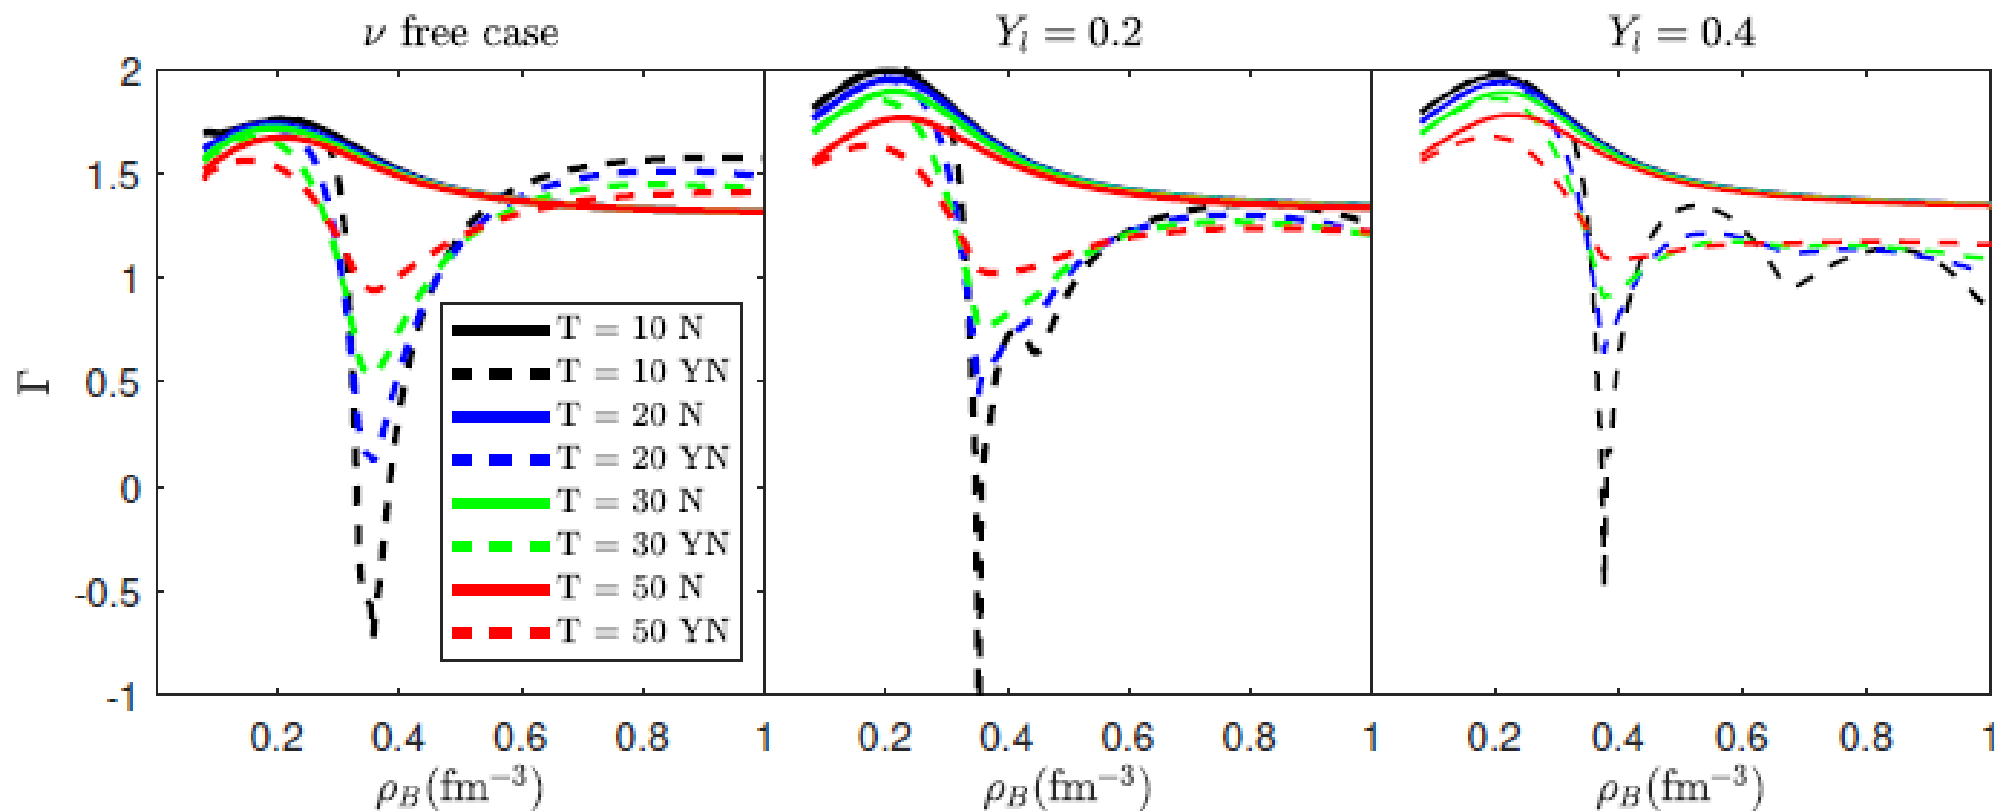 ν free case
Y_l = 0.2
Y_l = 0.4
Γ
2
1.5
1
0.5
0
-0.5
-1
T = 10 N
T = 10 YN
T = 20 N
T = 20 YN
T = 30 N
T = 30 YN
T = 50 N
T = 50 YN
0.2 0.4 0.6 0.8 1
0.2 0.4 0.6 0.8 1
0.2 0.4 0.6 0.8 1
ρ_B(fm⁻³)
ρ_B(fm⁻³)
ρ_B(fm⁻³)